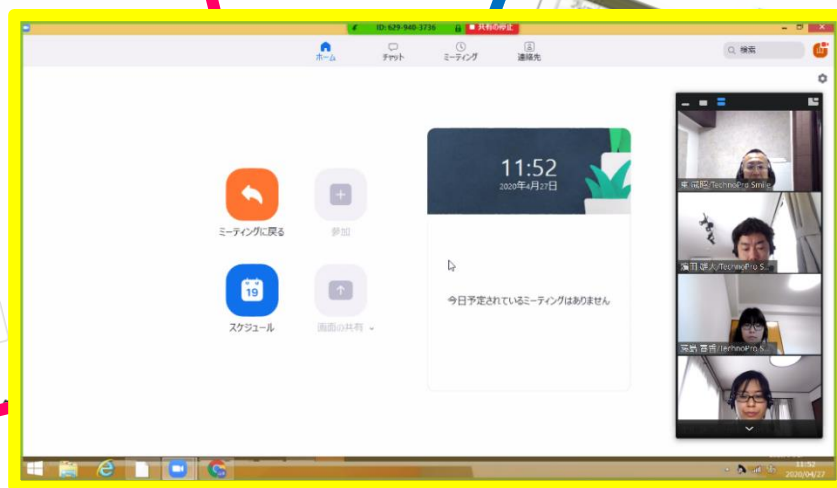 ID: 629-940-3736
共有の停止
ホーム
チャット
ミーティング
連絡先
検索
11:52
2020年4月27日
ミーティングに戻る
参加
19
スケジュール
画面の共有
今日予定されているミーティングはありません
/TechnoPro Smile
/TechnoPro S...
/TechnoPro S...
11:52
2020/04/27